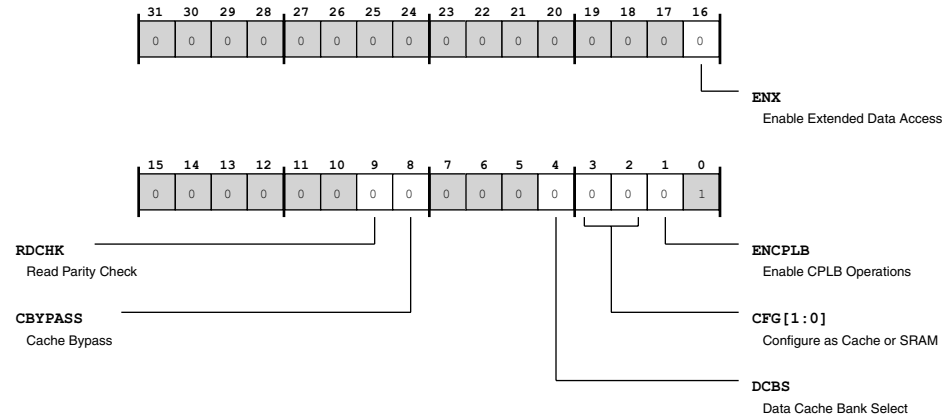 31 30 29 28 27 26 25 24 23 22 21 20 19 18 17 16
0 0 0 0 0 0 0 0 0 0 0 0 0 0 0 0
ENX
Enable Extended Data Access
15 14 13 12 11 10 9 8 7 6 5 4 3 2 1 0
0 0 0 0 0 0 0 0 0 0 0 0 0 0 0 1
RDCHK
Read Parity Check
ENCPLB
Enable CPLB Operations
CBYPASS
Cache Bypass
CFG[1:0]
Configure as Cache or SRAM
DCBS
Data Cache Bank Select